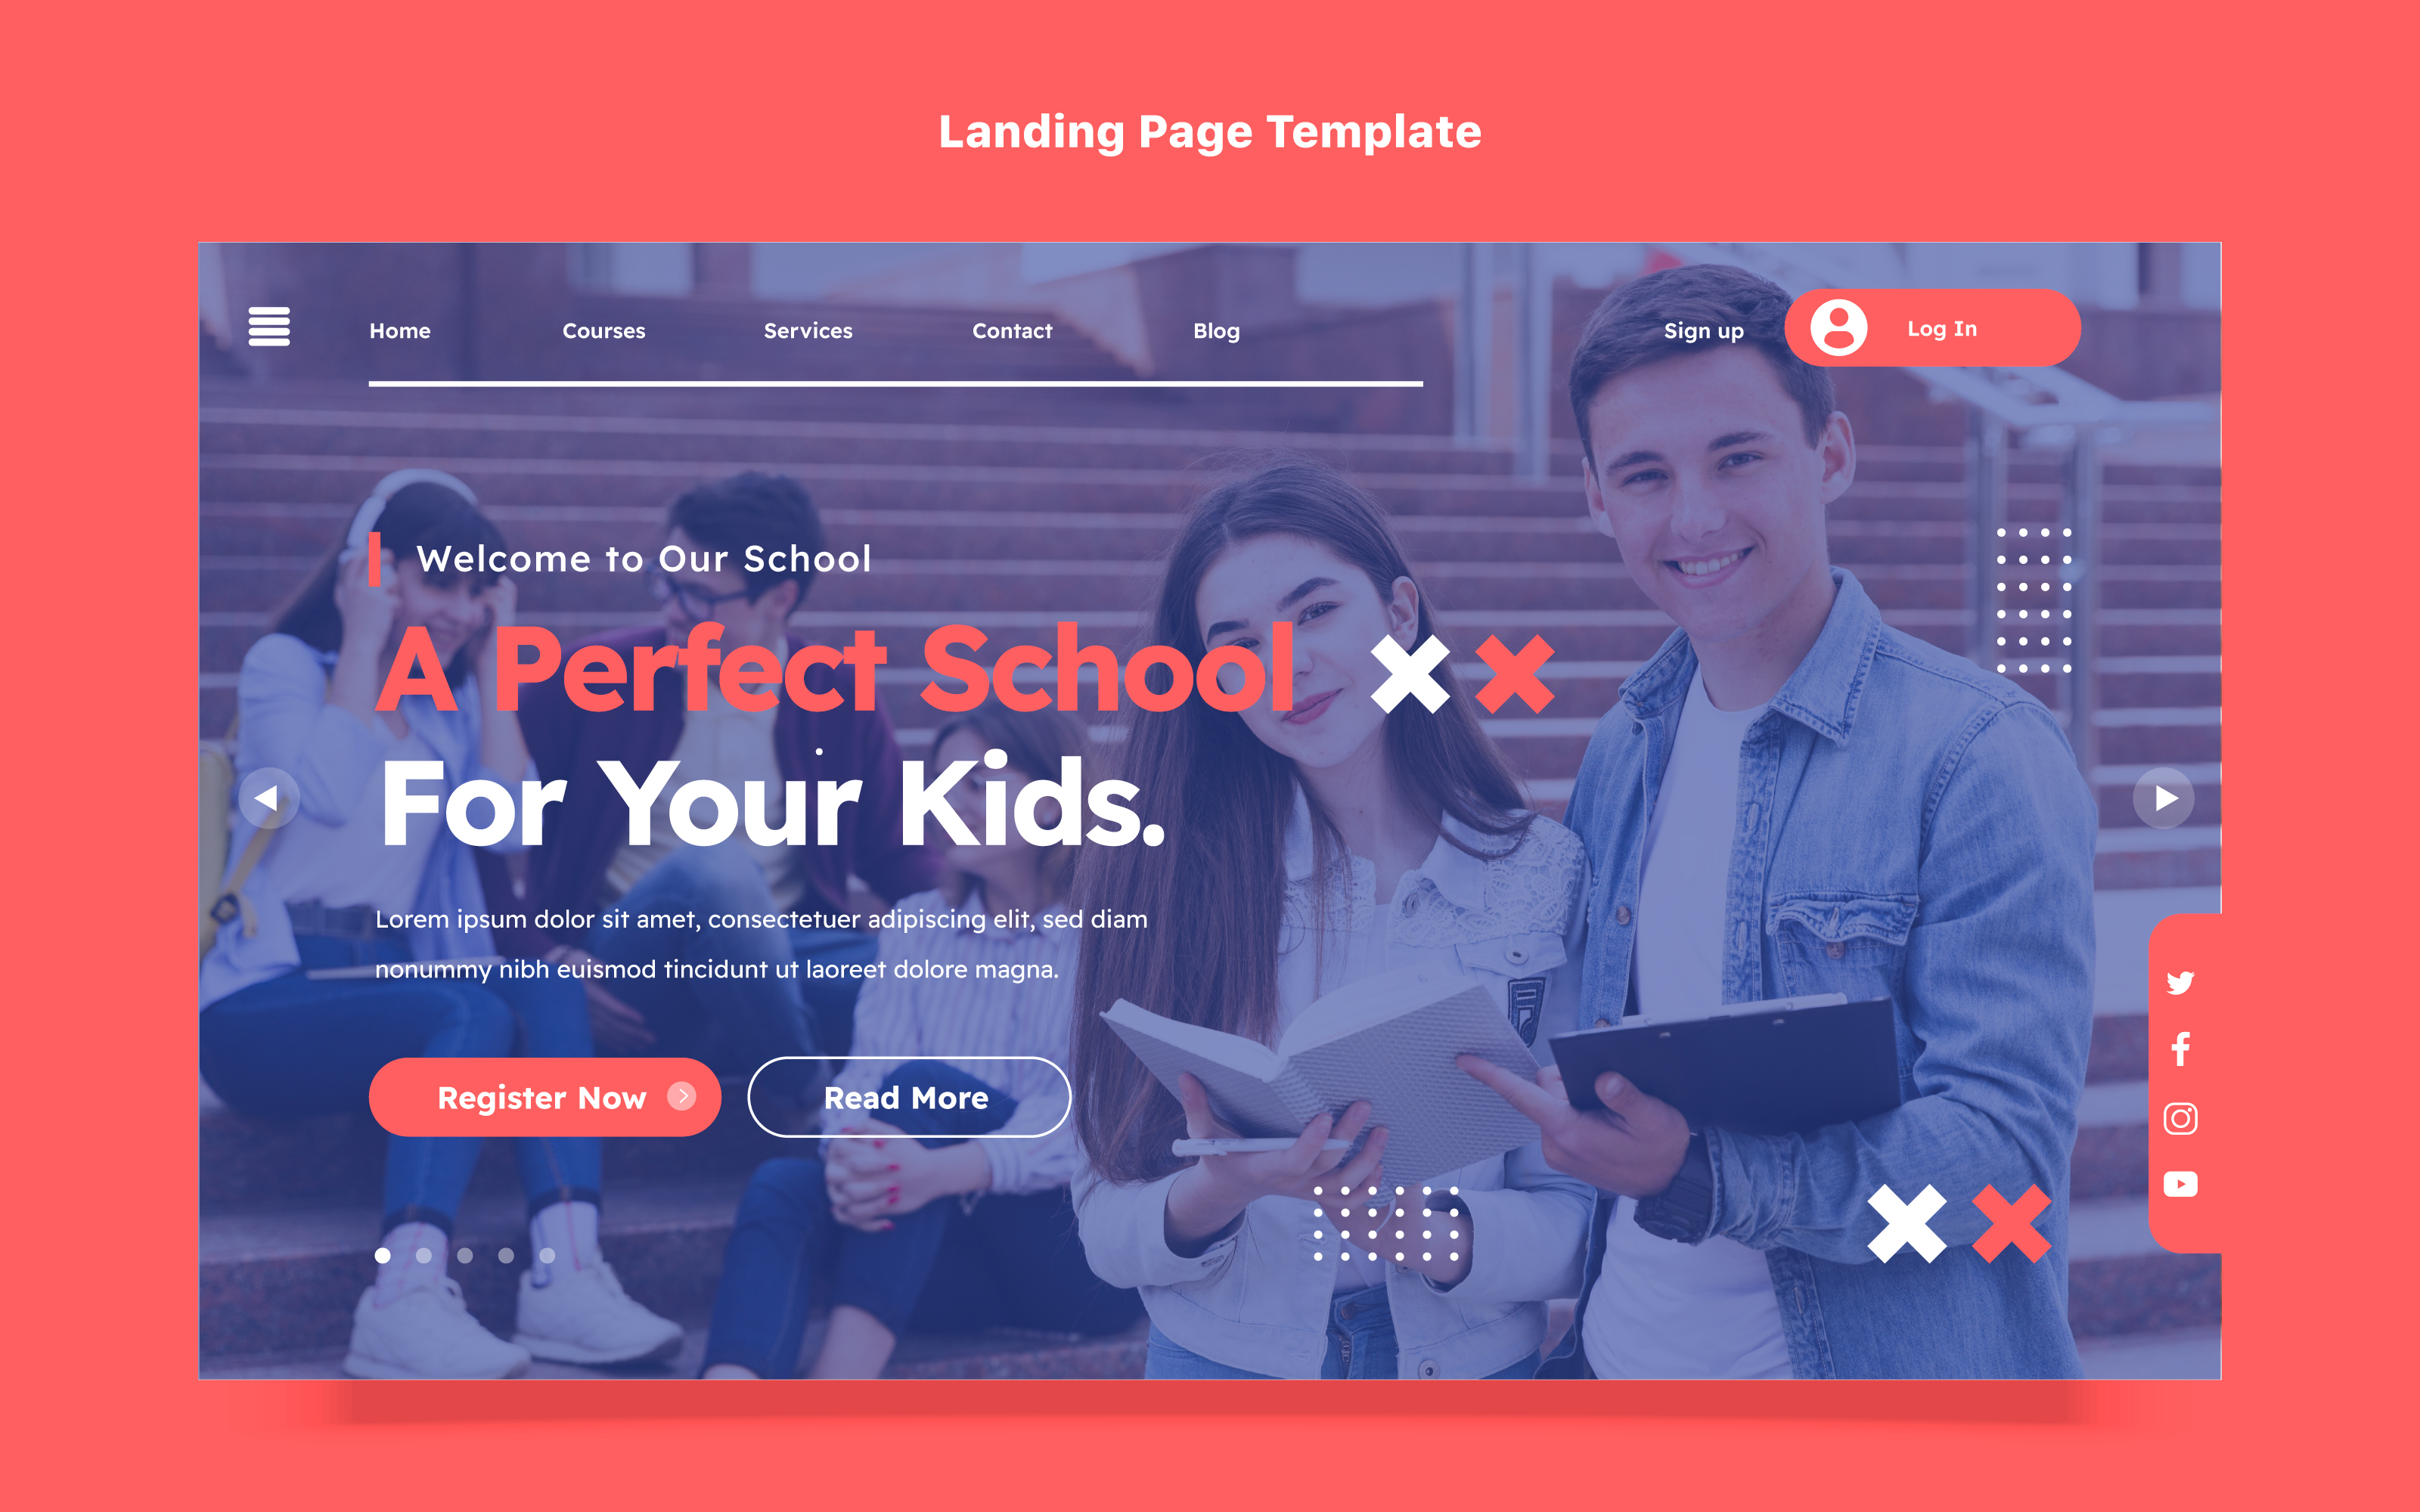 Landing Page Template
Home Courses Services Contact Blog Sign up Log In
Welcome to Our School
A Perfect School
For Your Kids.
Lorem ipsum dolor sit amet, consectetuer adipiscing elit, sed diam
nonummy nibh euismod tincidunt ut laoreet dolore magna.
Register Now Read More